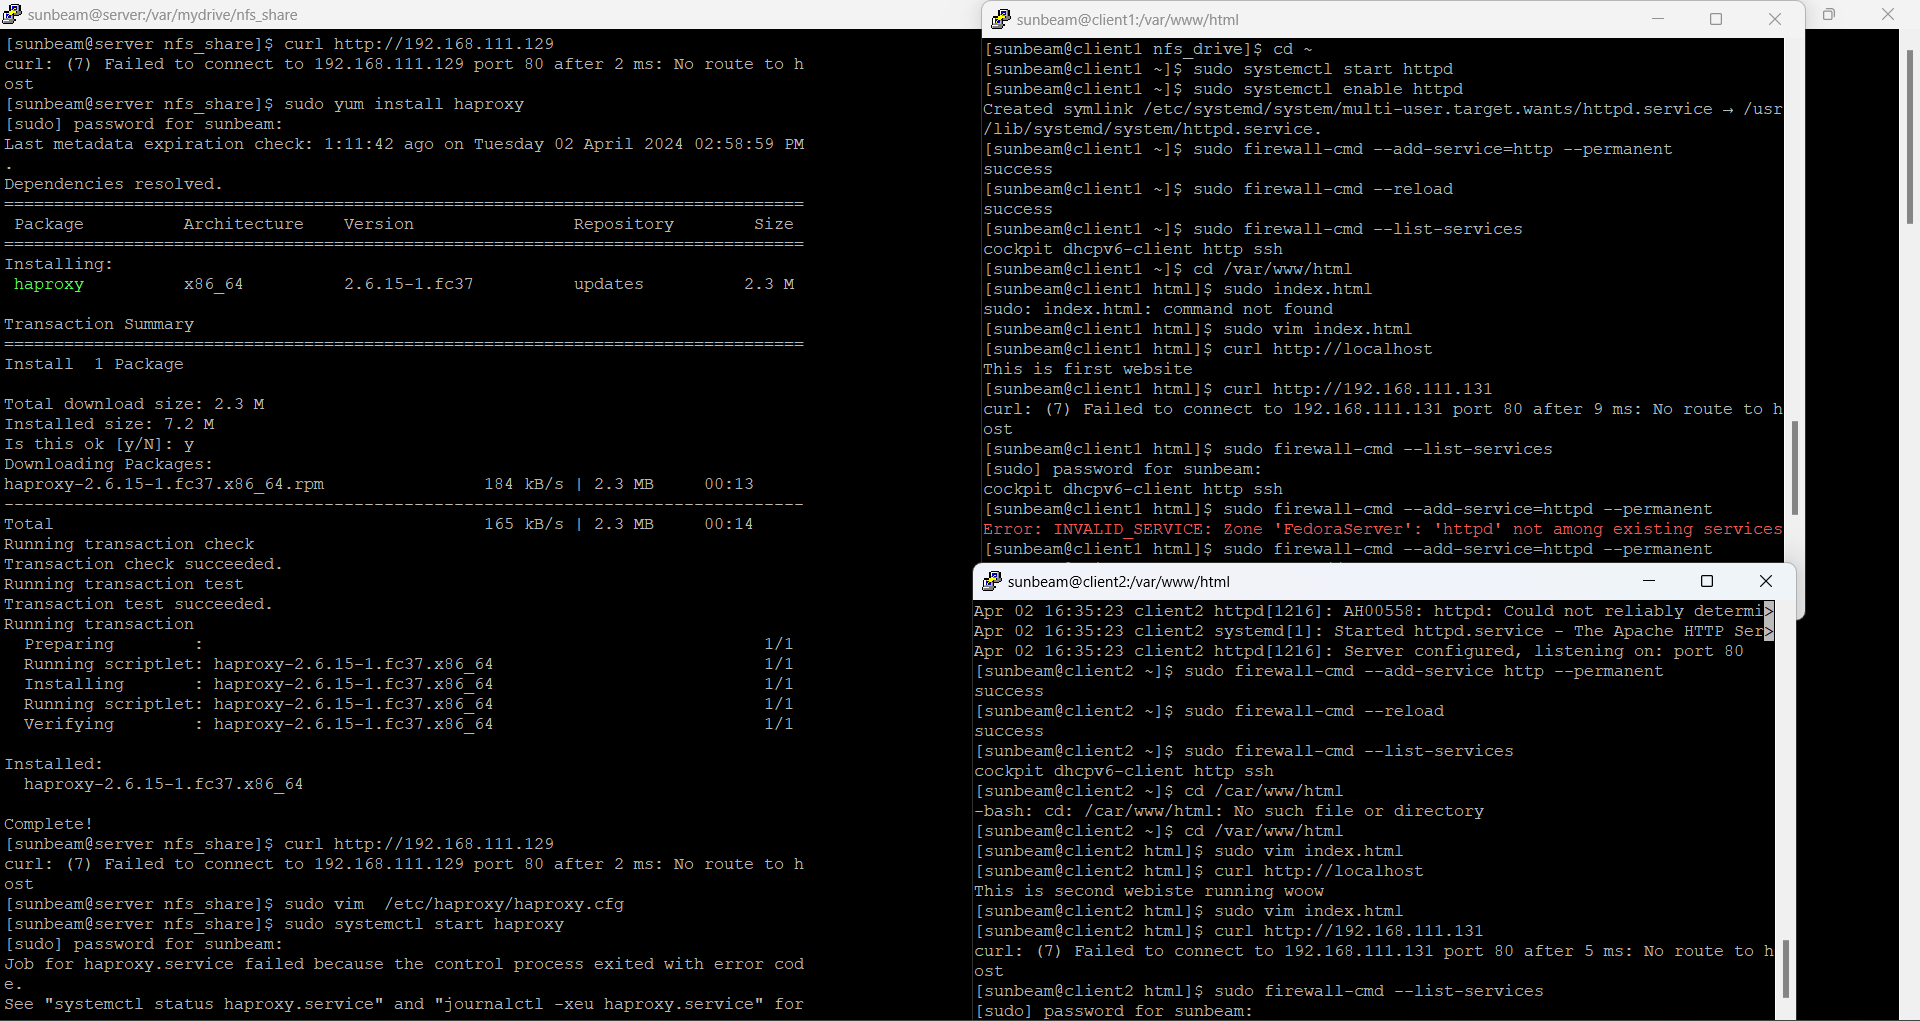 sunbeam@server:/var/mydrive/nfs_share
[sunbeam@server nfs_share]$ curl http://192.168.111.129
curl: (7) Failed to connect to 192.168.111.129 port 80 after 2 ms: No route to h
ost
[sunbeam@server nfs_share]$ sudo yum install haproxy
[sudo] password for sunbeam:
Last metadata expiration check: 1:11:42 ago on Tuesday 02 April 2024 02:58:59 PM
.
Dependencies resolved.
================================================================================
 Package          Architecture    Version                Repository        Size
================================================================================
Installing:
 haproxy          x86_64          2.6.15-1.fc37          updates          2.3 M

Transaction Summary
================================================================================
Install  1 Package

Total download size: 2.3 M
Installed size: 7.2 M
Is this ok [y/N]: y
Downloading Packages:
haproxy-2.6.15-1.fc37.x86_64.rpm                184 kB/s | 2.3 MB     00:13
--------------------------------------------------------------------------------
Total                                           165 kB/s | 2.3 MB     00:14
Running transaction check
Transaction check succeeded.
Running transaction test
Transaction test succeeded.
Running transaction
  Preparing        :                                                        1/1
  Running scriptlet: haproxy-2.6.15-1.fc37.x86_64                           1/1
  Installing       : haproxy-2.6.15-1.fc37.x86_64                           1/1
  Running scriptlet: haproxy-2.6.15-1.fc37.x86_64                           1/1
  Verifying        : haproxy-2.6.15-1.fc37.x86_64                           1/1

Installed:
  haproxy-2.6.15-1.fc37.x86_64

Complete!
[sunbeam@server nfs_share]$ curl http://192.168.111.129
curl: (7) Failed to connect to 192.168.111.129 port 80 after 2 ms: No route to h
ost
[sunbeam@server nfs_share]$ sudo vim  /etc/haproxy/haproxy.cfg
[sunbeam@server nfs_share]$ sudo systemctl start haproxy
[sudo] password for sunbeam:
Job for haproxy.service failed because the control process exited with error cod
e.
See "systemctl status haproxy.service" and "journalctl -xeu haproxy.service" for
sunbeam@client1:/var/www/html
[sunbeam@client1 nfs_drive]$ cd ~
[sunbeam@client1 ~]$ sudo systemctl start httpd
[sunbeam@client1 ~]$ sudo systemctl enable httpd
Created symlink /etc/systemd/system/multi-user.target.wants/httpd.service → /usr
/lib/systemd/system/httpd.service.
[sunbeam@client1 ~]$ sudo firewall-cmd --add-service=http --permanent
success
[sunbeam@client1 ~]$ sudo firewall-cmd --reload
success
[sunbeam@client1 ~]$ sudo firewall-cmd --list-services
cockpit dhcpv6-client http ssh
[sunbeam@client1 ~]$ cd /var/www/html
[sunbeam@client1 html]$ sudo index.html
sudo: index.html: command not found
[sunbeam@client1 html]$ sudo vim index.html
[sunbeam@client1 html]$ curl http://localhost
This is first website
[sunbeam@client1 html]$ curl http://192.168.111.131
curl: (7) Failed to connect to 192.168.111.131 port 80 after 9 ms: No route to h
ost
[sunbeam@client1 html]$ sudo firewall-cmd --list-services
[sudo] password for sunbeam:
cockpit dhcpv6-client http ssh
[sunbeam@client1 html]$ sudo firewall-cmd --add-service=httpd --permanent
Error: INVALID_SERVICE: Zone 'FedoraServer': 'httpd' not among existing services
[sunbeam@client1 html]$ sudo firewall-cmd --add-service=httpd --permanent
sunbeam@client2:/var/www/html
Apr 02 16:35:23 client2 httpd[1216]: AH00558: httpd: Could not reliably determi>
Apr 02 16:35:23 client2 systemd[1]: Started httpd.service - The Apache HTTP Ser>
Apr 02 16:35:23 client2 httpd[1216]: Server configured, listening on: port 80
[sunbeam@client2 ~]$ sudo firewall-cmd --add-service http --permanent
success
[sunbeam@client2 ~]$ sudo firewall-cmd --reload
success
[sunbeam@client2 ~]$ sudo firewall-cmd --list-services
cockpit dhcpv6-client http ssh
[sunbeam@client2 ~]$ cd /car/www/html
-bash: cd: /car/www/html: No such file or directory
[sunbeam@client2 ~]$ cd /var/www/html
[sunbeam@client2 html]$ sudo vim index.html
[sunbeam@client2 html]$ curl http://localhost
This is second webiste running woow
[sunbeam@client2 html]$ sudo vim index.html
[sunbeam@client2 html]$ curl http://192.168.111.131
curl: (7) Failed to connect to 192.168.111.131 port 80 after 5 ms: No route to h
ost
[sunbeam@client2 html]$ sudo firewall-cmd --list-services
[sudo] password for sunbeam: